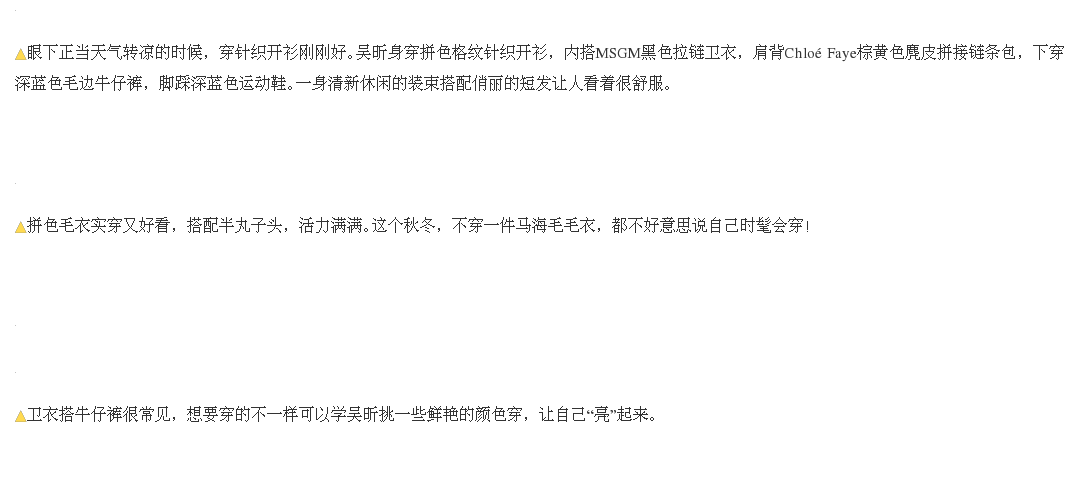 ▲眼下正当天气转凉的时候，穿针织开衫刚刚好。吴昕身穿拼色格纹针织开衫，内搭MSGM黑色拉链卫衣，肩背Chloé Faye棕黄色麂皮拼接链条包，下穿
深蓝色毛边牛仔裤，脚踩深蓝色运动鞋。一身清新休闲的装束搭配俏丽的短发让人看着很舒服。
▲拼色毛衣实穿又好看，搭配半丸子头，活力满满。这个秋冬，不穿一件马海毛毛衣，都不好意思说自己时髦会穿！
▲卫衣搭牛仔裤很常见，想要穿的不一样可以学吴昕挑一些鲜艳的颜色穿，让自己“亮”起来。